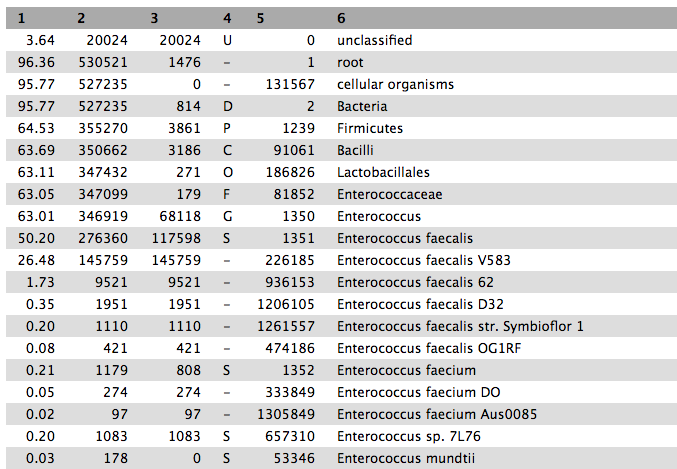 1 2 3 4 5 6
3.64 20024 20024 U 0 unclassified
96.36 530521 1476 – 1 root
95.77 527235 0 – 131567 cellular organisms
95.77 527235 814 D 2 Bacteria
64.53 355270 3861 P 1239 Firmicutes
63.69 350662 3186 C 91061 Bacilli
63.11 347432 271 O 186826 Lactobacillales
63.05 347099 179 F 81852 Enterococcaceae
63.01 346919 68118 G 1350 Enterococcus
50.20 276360 117598 S 1351 Enterococcus faecalis
26.48 145759 145759 – 226185 Enterococcus faecalis V583
1.73 9521 9521 – 936153 Enterococcus faecalis 62
0.35 1951 1951 – 1206105 Enterococcus faecalis D32
0.20 1110 1110 – 1261557 Enterococcus faecalis str. Symbioflor 1
0.08 421 421 – 474186 Enterococcus faecalis OG1RF
0.21 1179 808 S 1352 Enterococcus faecium
0.05 274 274 – 333849 Enterococcus faecium DO
0.02 97 97 – 1305849 Enterococcus faecium Aus0085
0.20 1083 1083 S 657310 Enterococcus sp. 7L76
0.03 178 0 S 53346 Enterococcus mundtii